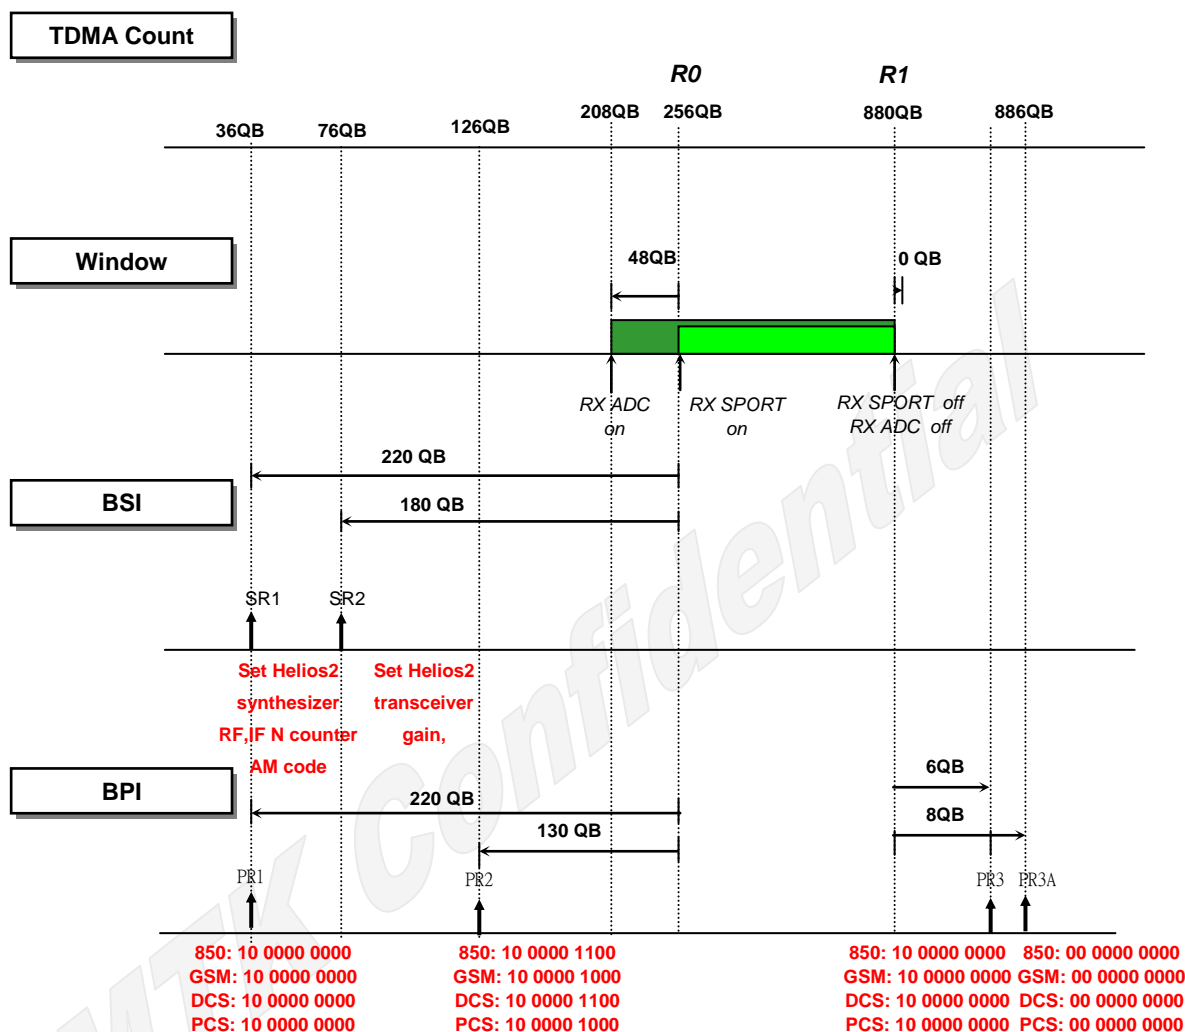 TDMA Count
R0 R1
36QB 76QB 126QB 208QB 256QB 880QB 886QB
Window
48QB 0 QB
RX ADC on
RX SPORT on
RX SPORT off
RX ADC off
BSI
220 QB
180 QB
SR1 SR2
Set Helios2
synthesizer
RF,IF N counter
AM code
Set Helios2
transceiver
gain,
BPI
220 QB
130 QB
6QB
8QB
PR1 PR2 PR3 PR3A
850: 10 0000 0000
GSM: 10 0000 0000
DCS: 10 0000 0000
PCS: 10 0000 0000
850: 10 0000 1100
GSM: 10 0000 1000
DCS: 10 0000 1100
PCS: 10 0000 1000
850: 10 0000 0000
GSM: 10 0000 0000
DCS: 10 0000 0000
PCS: 10 0000 0000
850: 00 0000 0000
GSM: 00 0000 0000
DCS: 00 0000 0000
PCS: 00 0000 0000
MTK Confidential